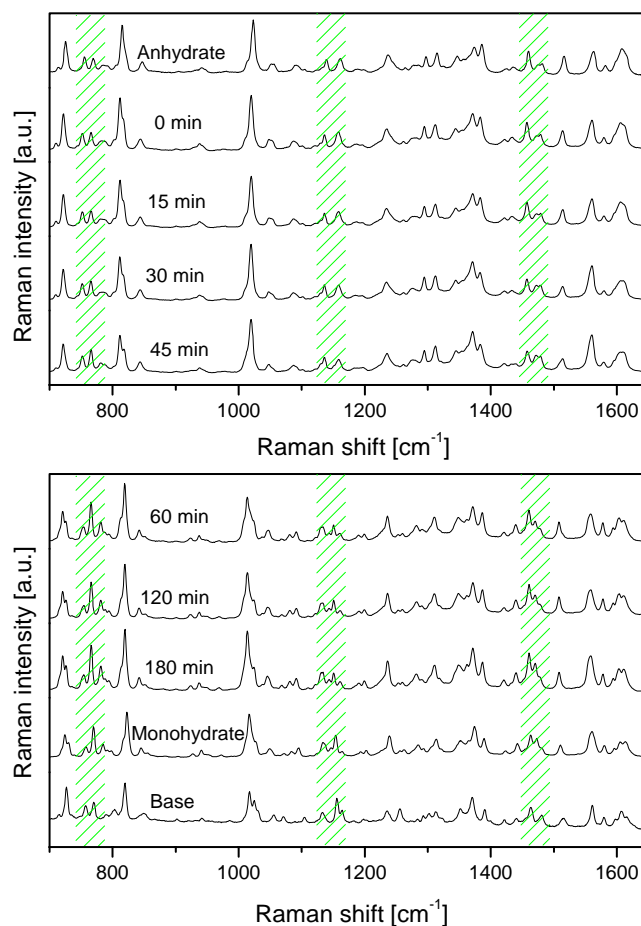 Raman intensity [a.u.]
Anhydrate
0 min
15 min
30 min
45 min
800 1000 1200 1400 1600
Raman shift [cm⁻¹]
Raman intensity [a.u.]
60 min
120 min
180 min
Monohydrate
Base
800 1000 1200 1400 1600
Raman shift [cm⁻¹]